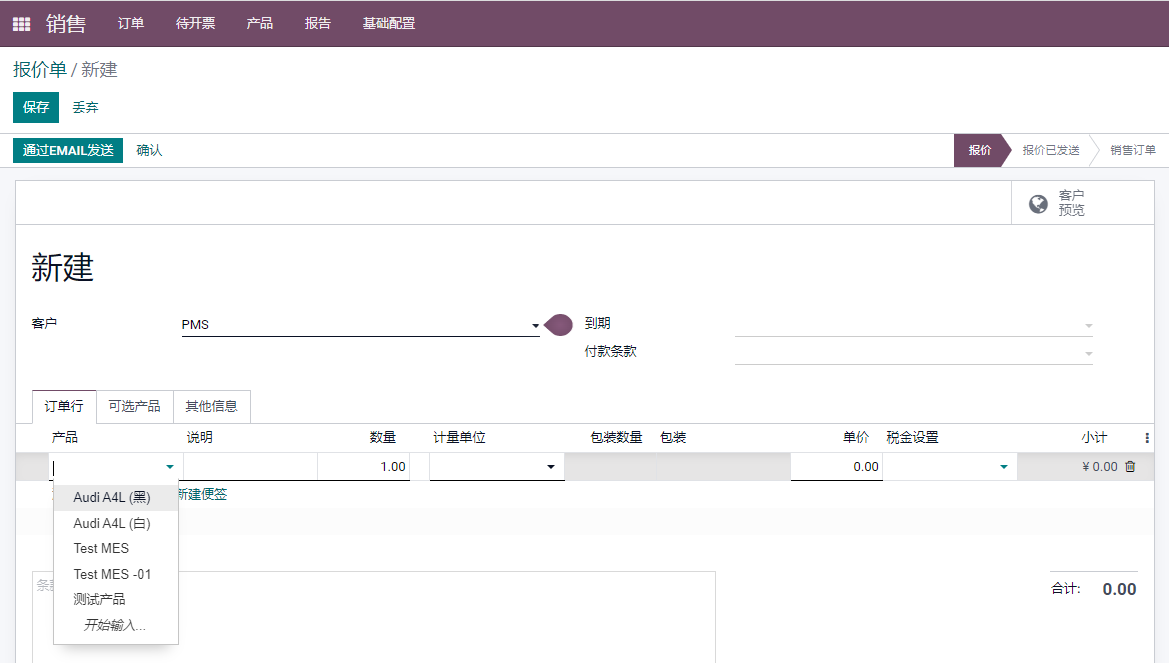 销售 订单 待开票 产品 报告 基础配置
报价单 / 新建
保存 丢弃
通过EMAIL发送 确认 报价 报价已发送 销售订单
客户
预览
新建
客户 PMS 到期
付款条款
订单行 可选产品 其他信息
产品 说明 数量 计量单位 包装数量 包装 单价 税金设置 小计
1.00 0.00 ¥ 0.00
新建便签
Audi A4L (黑)
Audi A4L (白)
Test MES
Test MES -01
测试产品
开始输入...
合计: 0.00